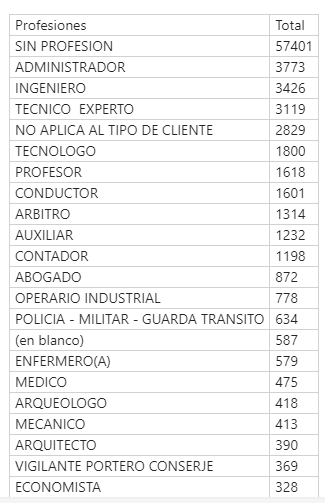 Profesiones Total
SIN PROFESION 57401
ADMINISTRADOR 3773
INGENIERO 3426
TECNICO  EXPERTO 3119
NO APLICA AL TIPO DE CLIENTE 2829
TECNOLOGO 1800
PROFESOR 1618
CONDUCTOR 1601
ARBITRO 1314
AUXILIAR 1232
CONTADOR 1198
ABOGADO 872
OPERARIO INDUSTRIAL 778
POLICIA - MILITAR - GUARDA TRANSITO 634
(en blanco) 587
ENFERMERO(A) 579
MEDICO 475
ARQUEOLOGO 418
MECANICO 413
ARQUITECTO 390
VIGILANTE PORTERO CONSERJE 369
ECONOMISTA 328